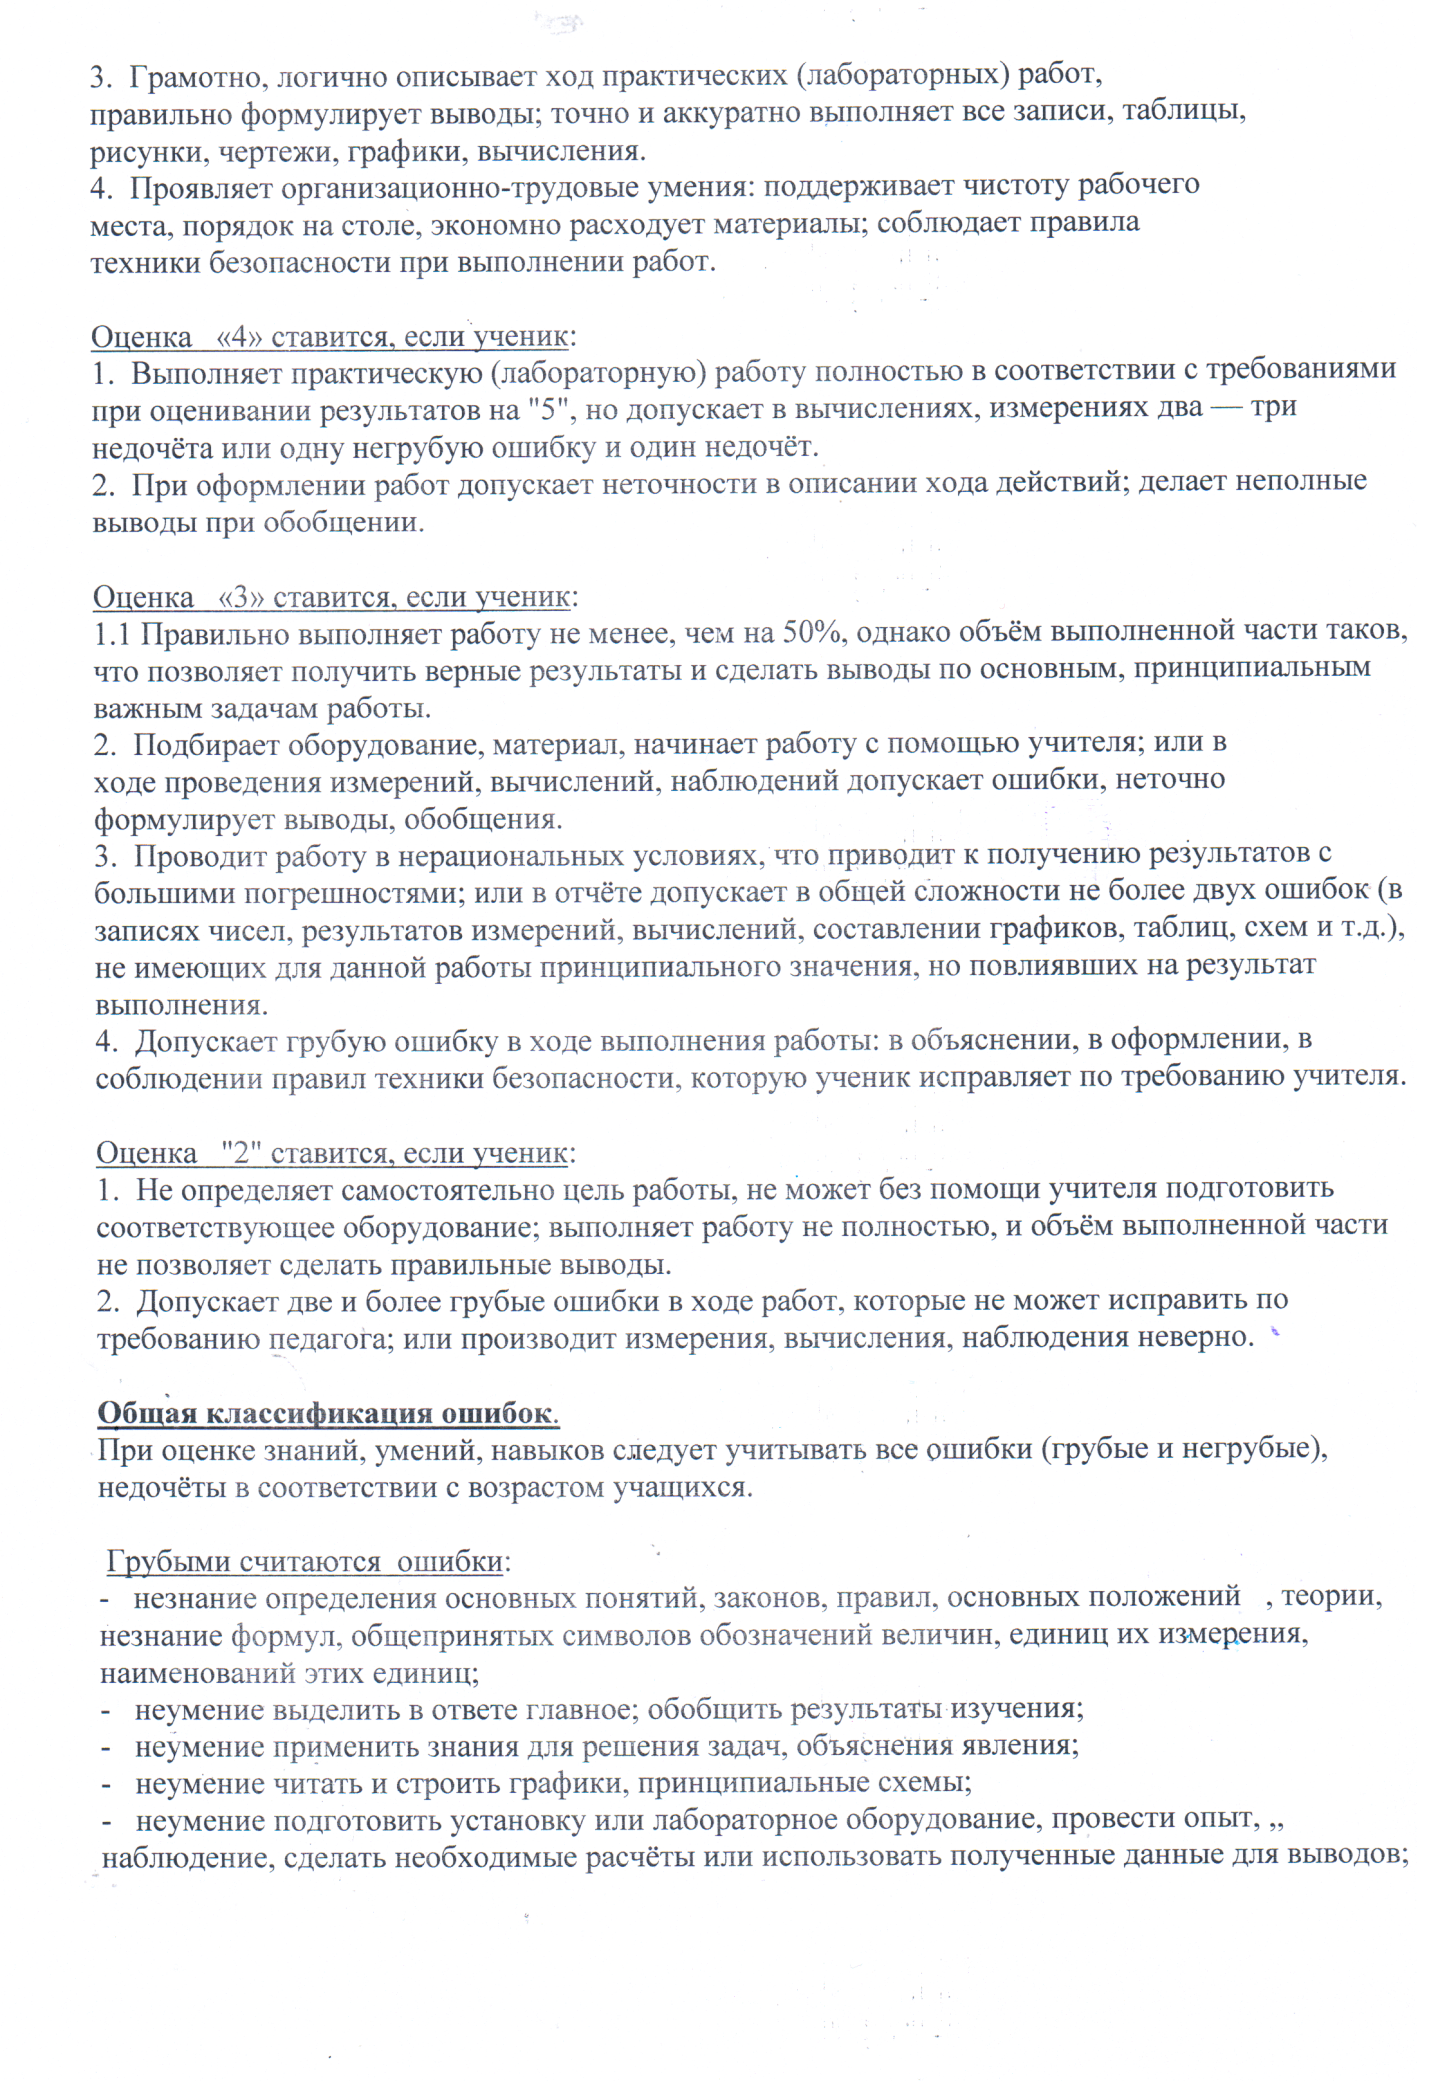 3.  Грамотно, логично описывает ход практических (лабораторных) работ,
правильно формулирует выводы; точно и аккуратно выполняет все записи, таблицы,
рисунки, чертежи, графики, вычисления.
4.  Проявляет организационно-трудовые умения: поддерживает чистоту рабочего
места, порядок на столе, экономно расходует материалы; соблюдает правила
техники безопасности при выполнении работ.
Оценка   «4» ставится, если ученик:
1.  Выполняет практическую (лабораторную) работу полностью в соответствии с требованиями
при оценивании результатов на "5", но допускает в вычислениях, измерениях два — три
недочёта или одну негрубую ошибку и один недочёт.
2.  При оформлении работ допускает неточности в описании хода действий; делает неполные
выводы при обобщении.
Оценка   «3» ставится, если ученик:
1.1 Правильно выполняет работу не менее, чем на 50%, однако объём выполненной части таков,
что позволяет получить верные результаты и сделать выводы по основным, принципиальным
важным задачам работы.
2.  Подбирает оборудование, материал, начинает работу с помощью учителя; или в
ходе проведения измерений, вычислений, наблюдений допускает ошибки, неточно
формулирует выводы, обобщения.
3.  Проводит работу в нерациональных условиях, что приводит к получению результатов с
большими погрешностями; или в отчёте допускает в общей сложности не более двух ошибок (в
записях чисел, результатов измерений, вычислений, составлении графиков, таблиц, схем и т.д.),
не имеющих для данной работы принципиального значения, но повлиявших на результат
выполнения.
4.  Допускает грубую ошибку в ходе выполнения работы: в объяснении, в оформлении, в
соблюдении правил техники безопасности, которую ученик исправляет по требованию учителя.
Оценка   "2" ставится, если ученик:
1.  Не определяет самостоятельно цель работы, не может без помощи учителя подготовить
соответствующее оборудование; выполняет работу не полностью, и объём выполненной части
не позволяет сделать правильные выводы.
2.  Допускает две и более грубые ошибки в ходе работ, которые не может исправить по
требованию педагога; или производит измерения, вычисления, наблюдения неверно.
Общая классификация ошибок.
При оценке знаний, умений, навыков следует учитывать все ошибки (грубые и негрубые),
недочёты в соответствии с возрастом учащихся.
Грубыми считаются  ошибки:
-   незнание определения основных понятий, законов, правил, основных положений   , теории,
незнание формул, общепринятых символов обозначений величин, единиц их измерения,
наименований этих единиц;
-   неумение выделить в ответе главное; обобщить результаты изучения;
-   неумение применить знания для решения задач, объяснения явления;
-   неумение читать и строить графики, принципиальные схемы;
-   неумение подготовить установку или лабораторное оборудование, провести опыт, ,,
наблюдение, сделать необходимые расчёты или использовать полученные данные для выводов;